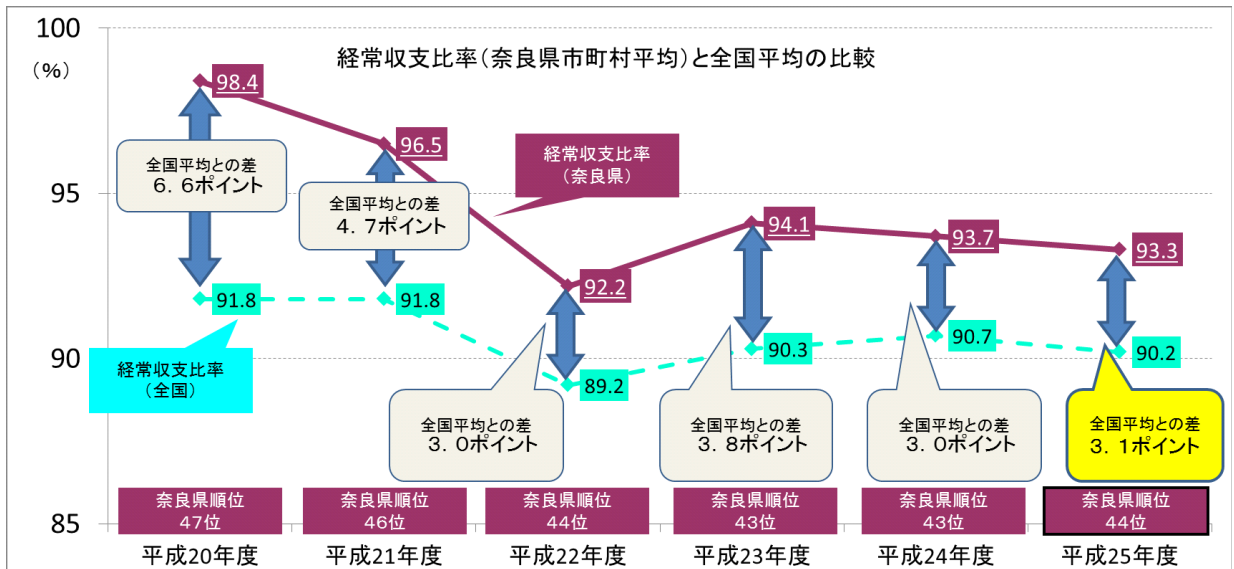 経常収支比率(奈良県市町村平均)と全国平均の比較
100
(%)
95
90
85
98.4
96.5
92.2
94.1
93.7
93.3
経常収支比率
(奈良県)
全国平均との差
6.6ポイント
全国平均との差
4.7ポイント
91.8
91.8
89.2
90.3
90.7
90.2
経常収支比率
(全国)
全国平均との差
3.0ポイント
全国平均との差
3.8ポイント
全国平均との差
3.0ポイント
全国平均との差
3.1ポイント
奈良県順位
47位
奈良県順位
46位
奈良県順位
44位
奈良県順位
43位
奈良県順位
43位
奈良県順位
44位
平成20年度
平成21年度
平成22年度
平成23年度
平成24年度
平成25年度